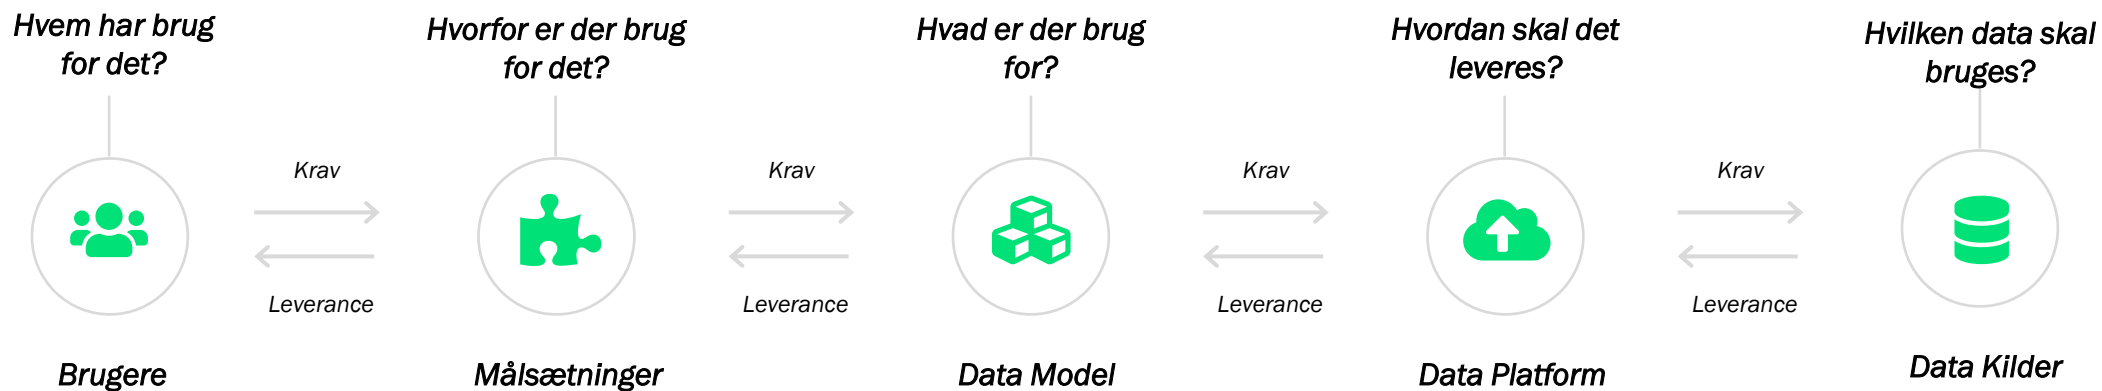 Hvem har brug
for det?
Hvorfor er der brug
for det?
Hvad er der brug
for?
Hvordan skal det
leveres?
Hvilken data skal
bruges?
Krav
Leverance
Krav
Leverance
Krav
Leverance
Krav
Leverance
Brugere
Målsætninger
Data Model
Data Platform
Data Kilder